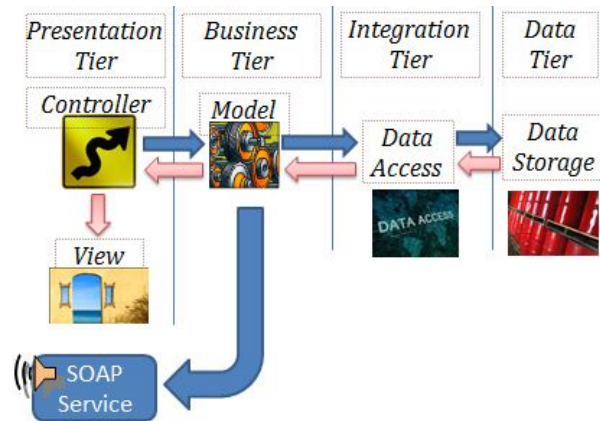 Presentation
Tier
Business
Tier
Integration
Tier
Data
Tier
Controller
Model
Data
Access
Data
Storage
DATA ACCESS
View
SOAP
Service